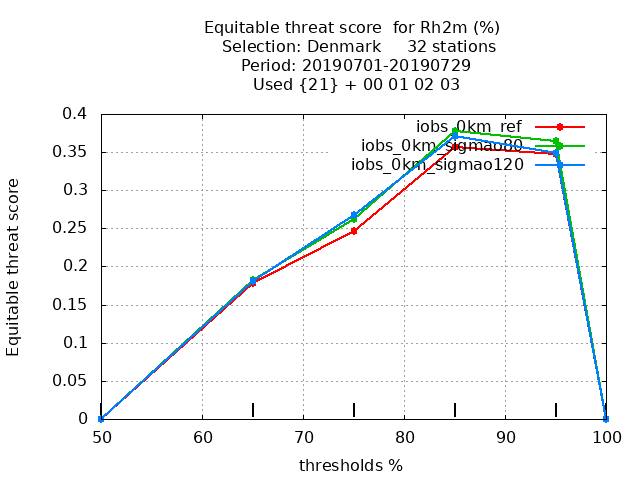 Equitable threat score  for Rh2m (%)
Selection: Denmark     32 stations
Period: 20190701-20190729
Used {21} + 00 01 02 03
iobs_0km_ref
iobs_0km_sigmao80
iobs_0km_sigmao120
Equitable threat score
0.4
0.35
0.3
0.25
0.2
0.15
0.1
0.05
0
50 60 70 80 90 100
thresholds %